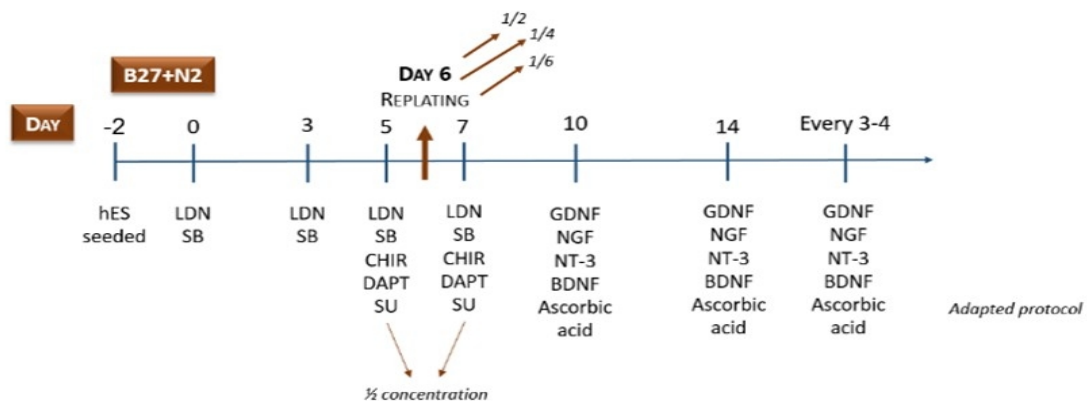 1/2
1/4
1/6
B27+N2
DAY 6
REPLATING
DAY
-2 0 3 5 7 10 14 Every 3-4
hES seeded
LDN
SB
LDN
SB
LDN
SB
CHIR
DAPT
SU
LDN
SB
CHIR
DAPT
SU
GDNF
NGF
NT-3
BDNF
Ascorbic
acid
GDNF
NGF
NT-3
BDNF
Ascorbic
acid
GDNF
NGF
NT-3
BDNF
Ascorbic
acid
Adapted protocol
½ concentration